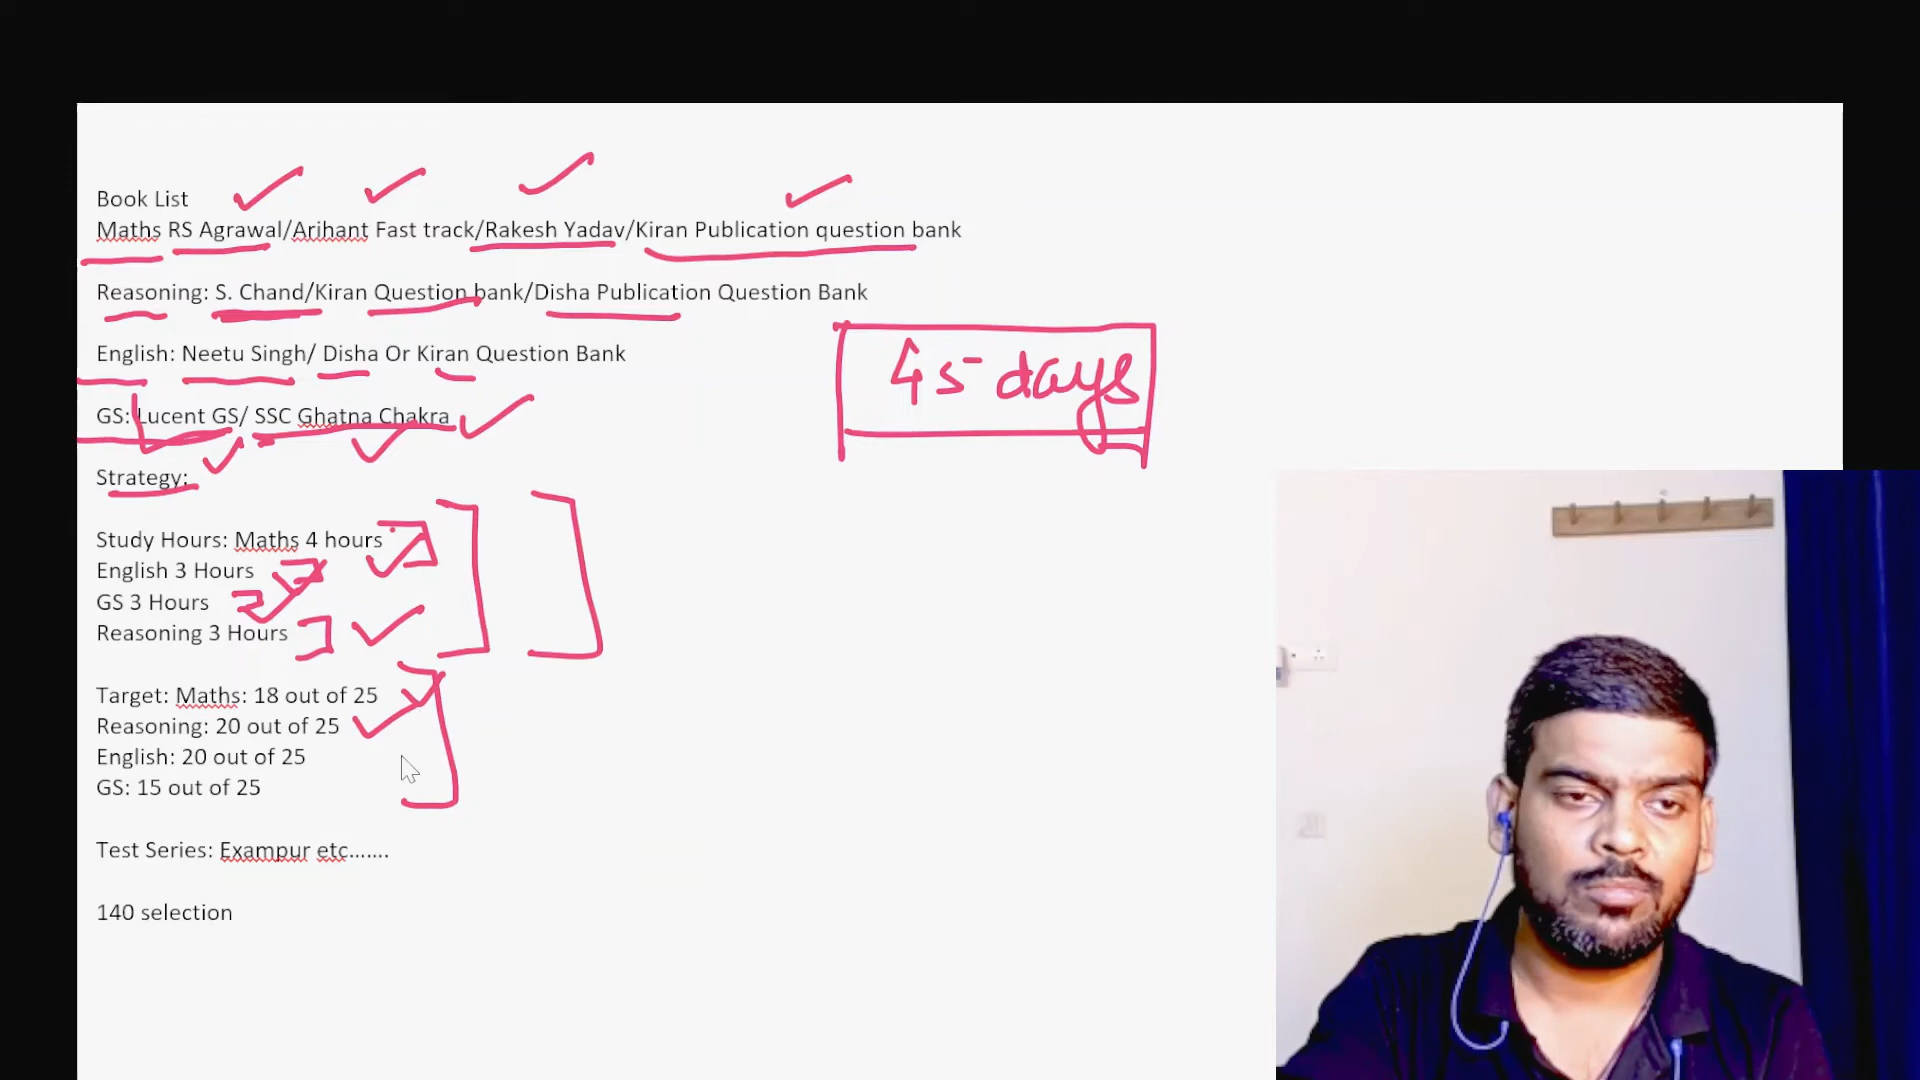 Book List
Maths RS Agrawal/Arihant Fast track/Rakesh Yadav/Kiran Publication question bank
Reasoning: S. Chand/Kiran Question bank/Disha Publication Question Bank
English: Neetu Singh/ Disha Or Kiran Question Bank
45 days
GS: Lucent GS/ SSC Ghatna Chakra
Strategy:
Study Hours: Maths 4 hours
English 3 Hours
GS 3 Hours
Reasoning 3 Hours
Target: Maths: 18 out of 25
Reasoning: 20 out of 25
English: 20 out of 25
GS: 15 out of 25
Test Series: Exampur etc.......
140 selection